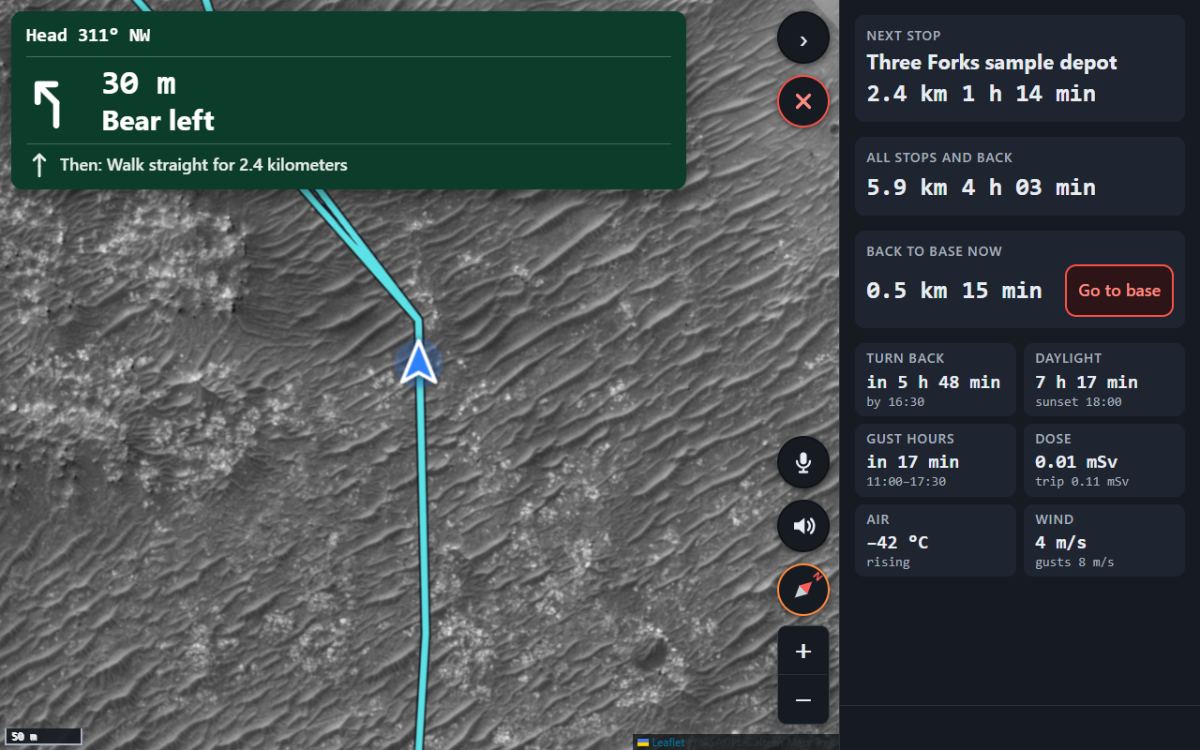 Head 311° NW
30 m
Bear left
Then: Walk straight for 2.4 kilometers
N
50 m
Leaflet
NEXT STOP
Three Forks sample depot
2.4 km 1 h 14 min
ALL STOPS AND BACK
5.9 km 4 h 03 min
BACK TO BASE NOW
0.5 km 15 min
Go to base
TURN BACK
in 5 h 48 min
by 16:30
DAYLIGHT
7 h 17 min
sunset 18:00
GUST HOURS
in 17 min
11:00–17:30
DOSE
0.01 mSv
trip 0.11 mSv
AIR
−42 °C
rising
WIND
4 m/s
gusts 8 m/s